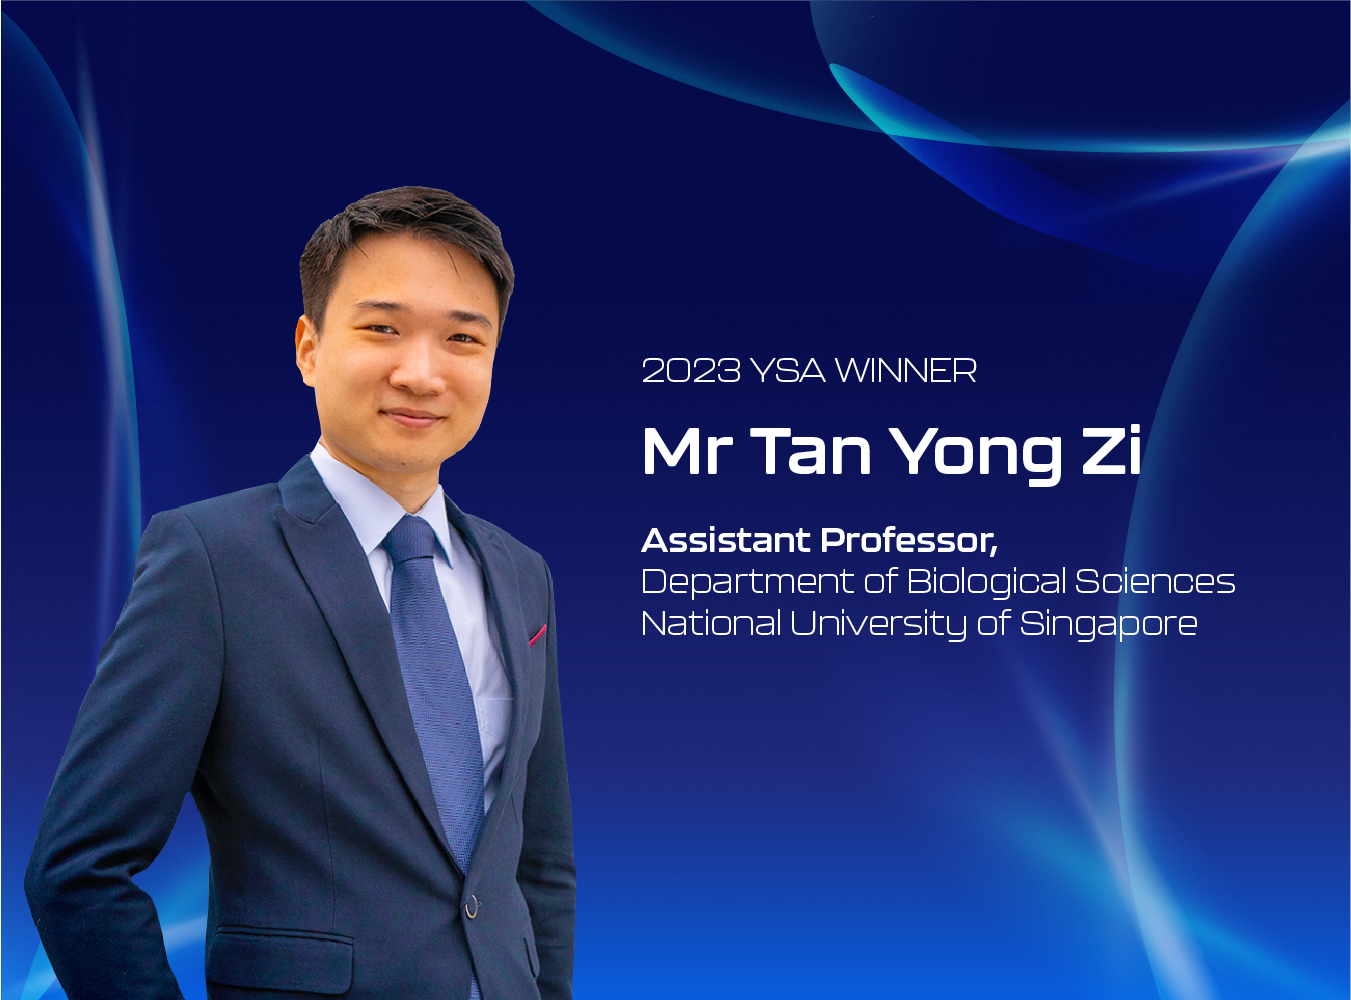 2023 YSA WINNER
Mr Tan Yong Zi
Assistant Professor,
Department of Biological Sciences
National University of Singapore